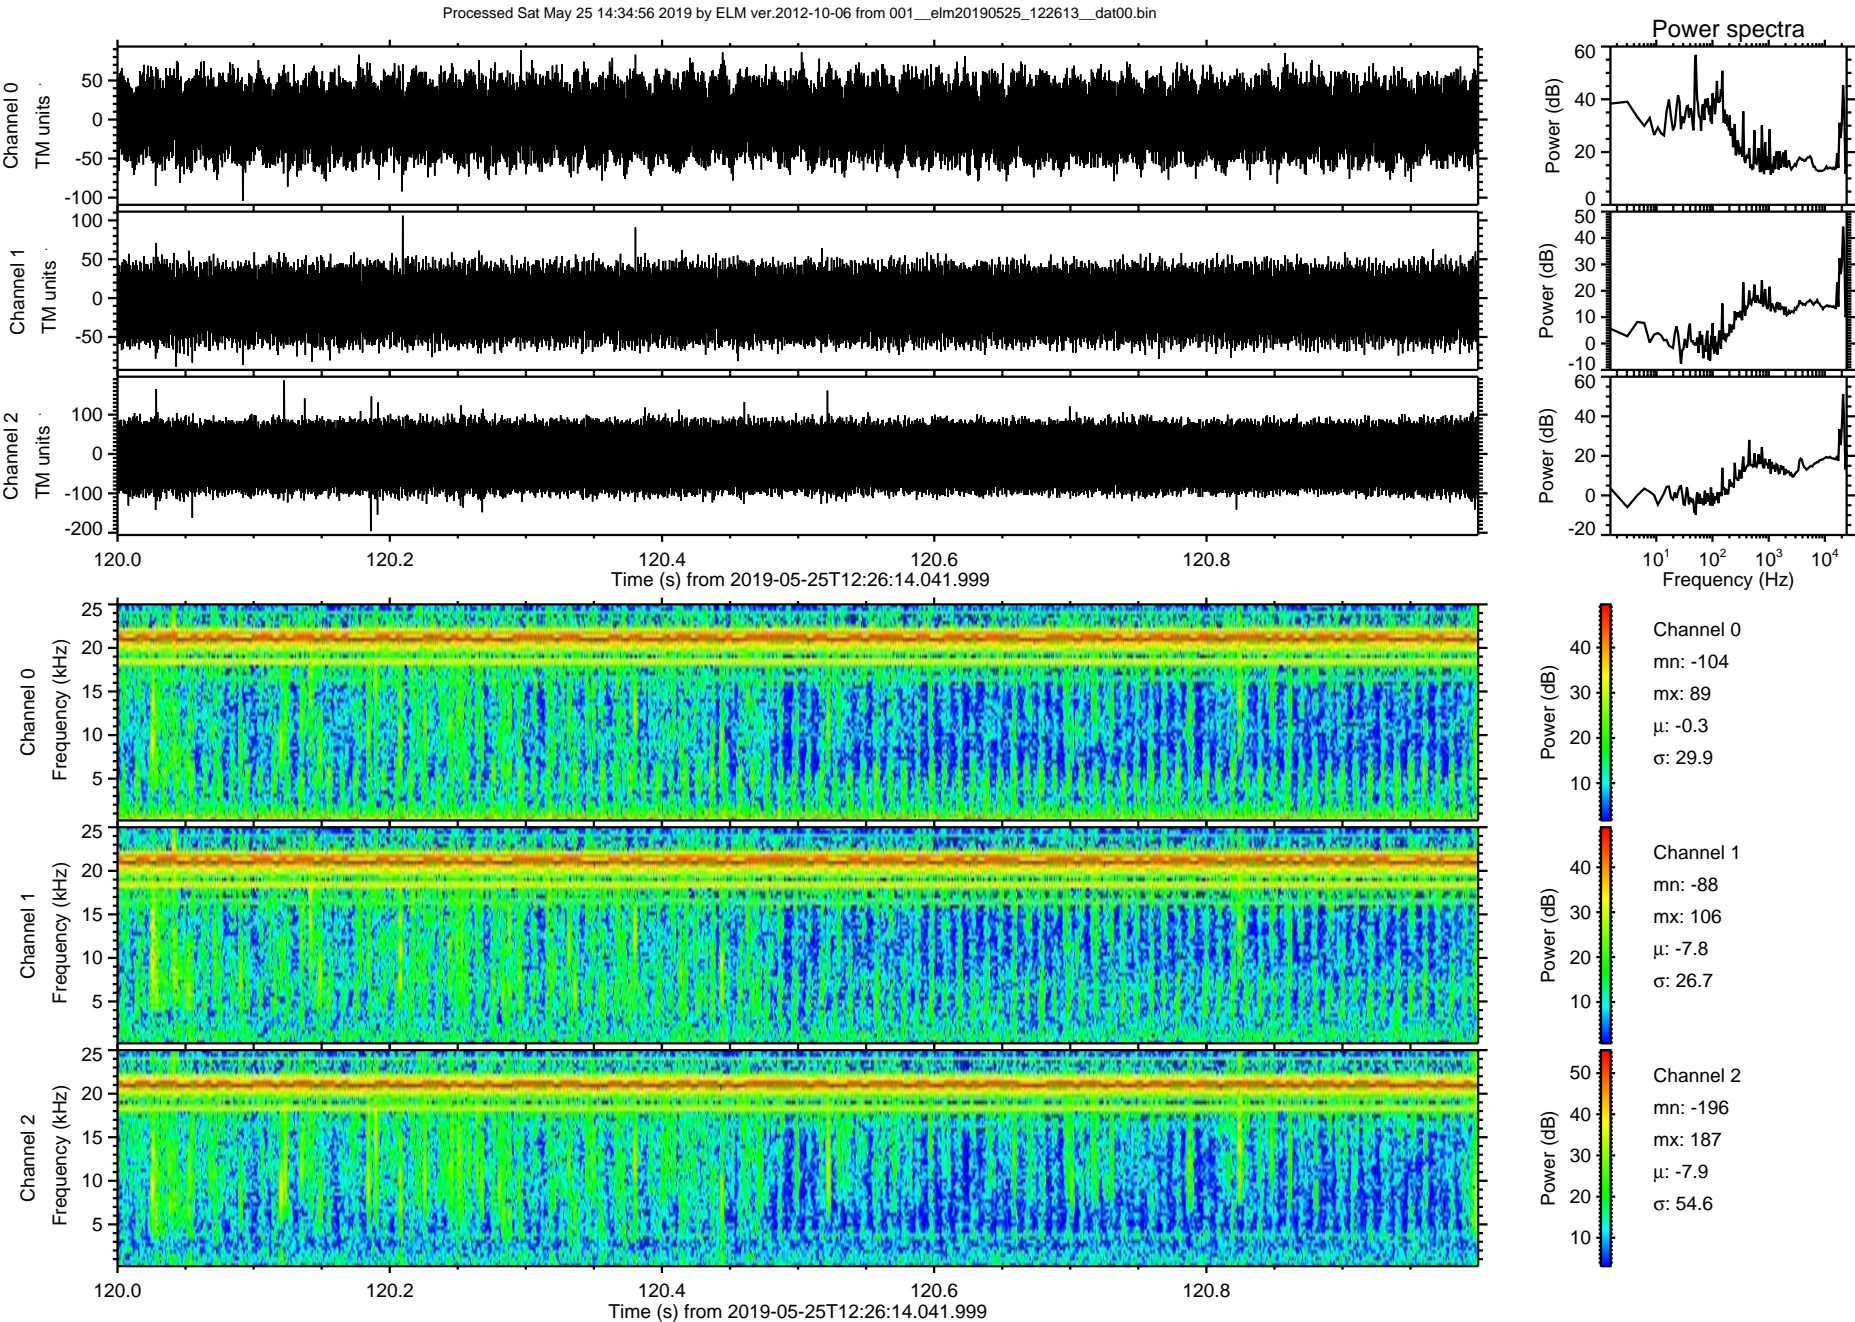 Processed Sat May 25 14:34:56 2019 by ELM ver.2012-10-06 from 001__elm20190525_122613__dat00.bin
Power spectra
Channel 0
TM units
50
0
-50
-100
Power (dB)
60
40
20
0
Channel 1
TM units
100
50
0
-50
Power (dB)
50
40
30
20
10
0
-10
Channel 2
TM units
100
0
-100
-200
Power (dB)
60
40
20
0
-20
120.0 120.2 120.4 120.6 120.8
Time (s) from 2019-05-25T12:26:14.041.999
10^1 10^2 10^3 10^4
Frequency (Hz)
Channel 0
Frequency (kHz)
25
20
15
10
5
Power (dB)
40
30
20
10
Channel 0
mn: -104
mx: 89
μ: -0.3
σ: 29.9
Channel 1
Frequency (kHz)
25
20
15
10
5
Power (dB)
40
30
20
10
Channel 1
mn: -88
mx: 106
μ: -7.8
σ: 26.7
Channel 2
Frequency (kHz)
25
20
15
10
5
Power (dB)
50
40
30
20
10
Channel 2
mn: -196
mx: 187
μ: -7.9
σ: 54.6
120.0 120.2 120.4 120.6 120.8
Time (s) from 2019-05-25T12:26:14.041.999